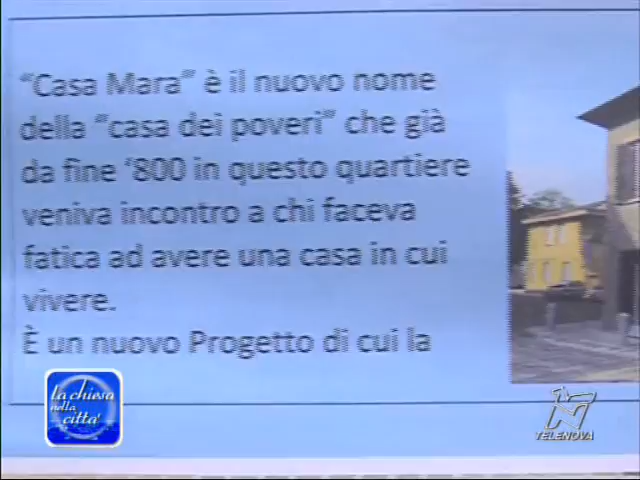 “Casa Mara” è il nuovo nome
della “casa dei poveri” che già
da fine ‘800 in questo quartiere
veniva incontro a chi faceva
fatica ad avere una casa in cui
vivere.
È un nuovo Progetto di cui la
la chiesa
nella
citta'
TELENOVA